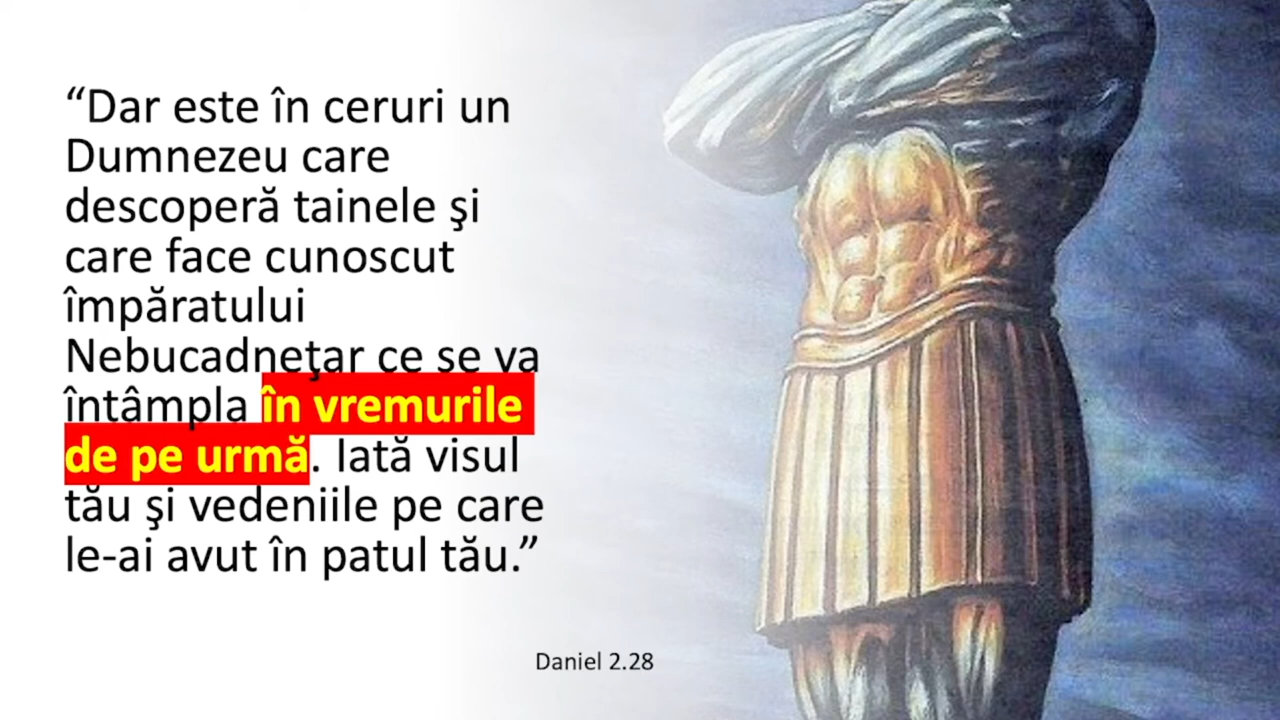 “Dar este în ceruri un
Dumnezeu care
descoperă tainele şi
care face cunoscut
împăratului
Nebucadneţar ce se va
întâmpla în vremurile
de pe urmă. Iată visul
tău şi vedeniile pe care
le-ai avut în patul tău.”
Daniel 2.28